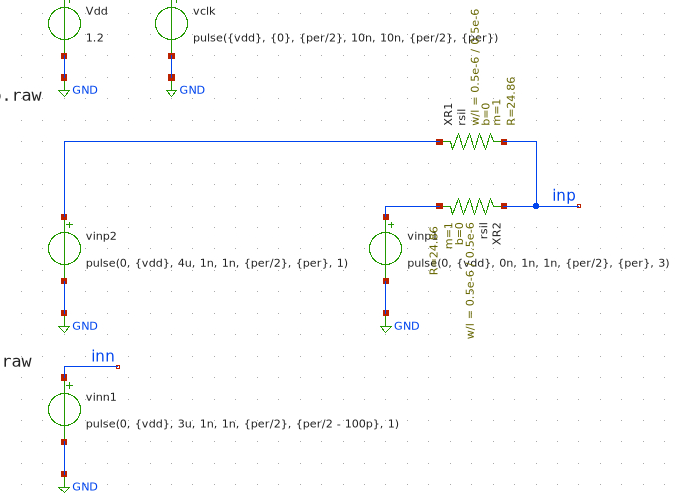 Vdd
1.2
GND
vclk
pulse({vdd}, {0}, {per/2}, 10n, 10n, {per/2}, {per})
GND
.raw
XR1
rsil
w/l = 0.5e-6 / 0.5e-6
b=0
m=1
R=24.86
inp
vinp2
pulse(0, {vdd}, 4u, 1n, 1n, {per/2}, {per}, 1)
GND
pulse(0, {vdd}, 0n, 1n, 1n, {per/2}, {per}, 3)
GND
R=24.86
m=1
b=0
w/l = 0.5e-6 / 0.5e-6
rsil
XR2
raw
inn
vinn1
pulse(0, {vdd}, 3u, 1n, 1n, {per/2}, {per/2 - 100p}, 1)
GND